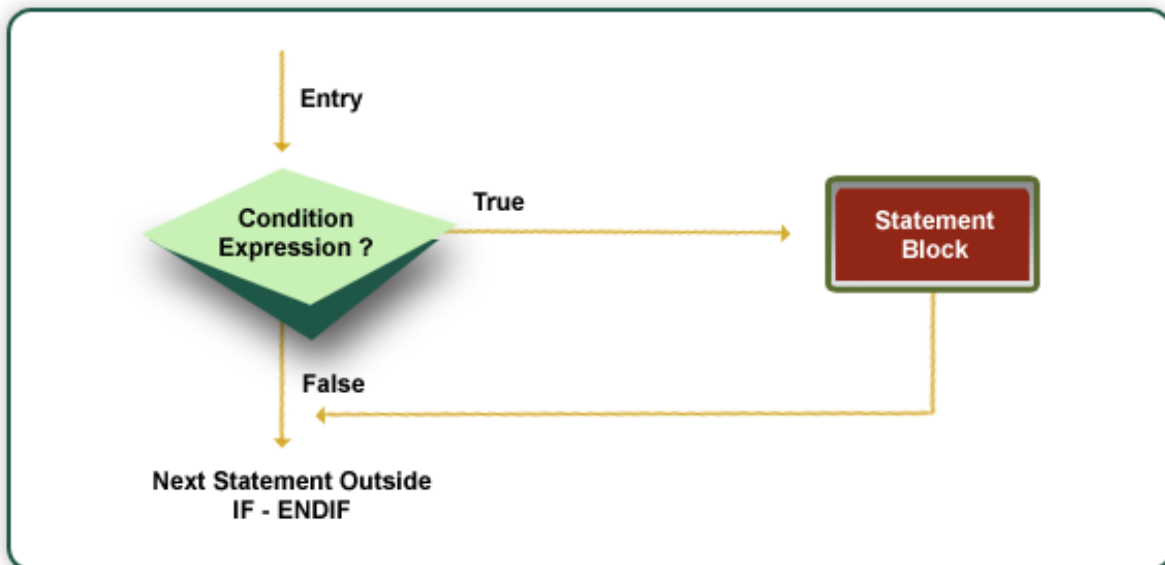 Entry
Condition
Expression ?
True
Statement
Block
False
Next Statement Outside
IF - ENDIF